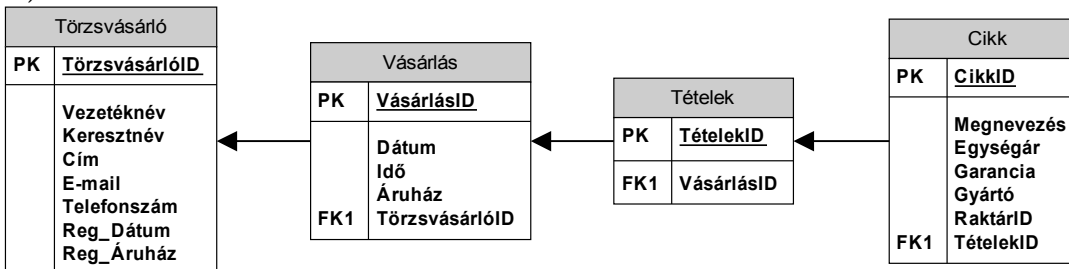 Törzsvásárló
PK TörzsvásárlóID
Vezetéknév
Keresztnév
Cím
E-mail
Telefonszám
Reg_Dátum
Reg_Áruház
Vásárlás
PK VásárlásID
Dátum
Idő
Áruház
FK1 TörzsvásárlóID
Tételek
PK TételekID
FK1 VásárlásID
Cikk
PK CikkID
Megnevezés
Egységár
Garancia
Gyártó
RaktárID
FK1 TételekID